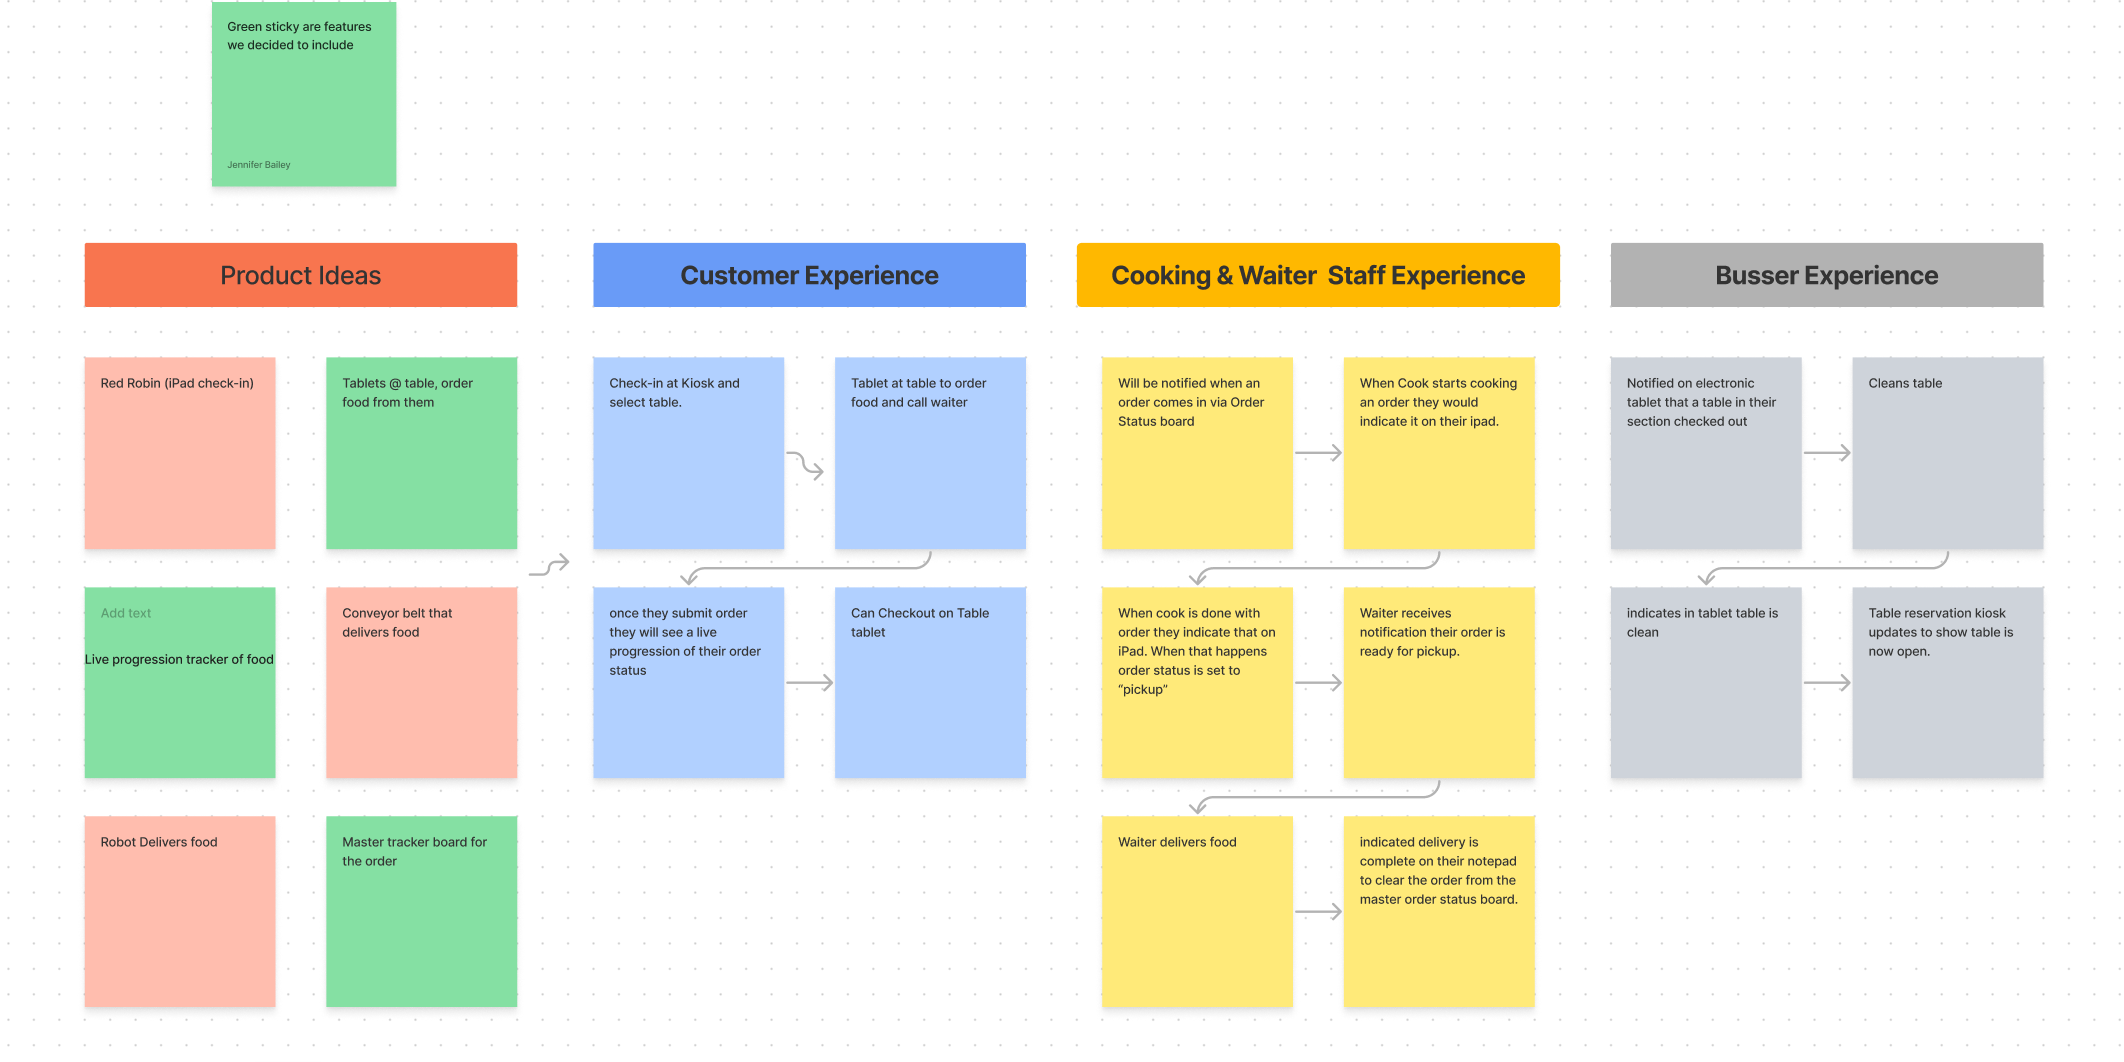 Green sticky are features
we decided to include
Jennifer Bailey
Product Ideas
Red Robin (iPad check-in)
Tablets @ table, order
food from them
Add text
Live progression tracker of food
Conveyor belt that
delivers food
Robot Delivers food
Master tracker board for
the order
Customer Experience
Check-in at Kiosk and
select table.
Tablet at table to order
food and call waiter
once they submit order
they will see a live
progression of their order
status
Can Checkout on Table
tablet
Cooking & Waiter  Staff Experience
Will be notified when an
order comes in via Order
Status board
When Cook starts cooking
an order they would
indicate it on their ipad.
When cook is done with
order they indicate that on
iPad. When that happens
order status is set to
“pickup”
Waiter receives
notification their order is
ready for pickup.
Waiter delivers food
indicated delivery is
complete on their notepad
to clear the order from the
master order status board.
Busser Experience
Notified on electronic
tablet that a table in their
section checked out
Cleans table
indicates in tablet table is
clean
Table reservation kiosk
updates to show table is
now open.